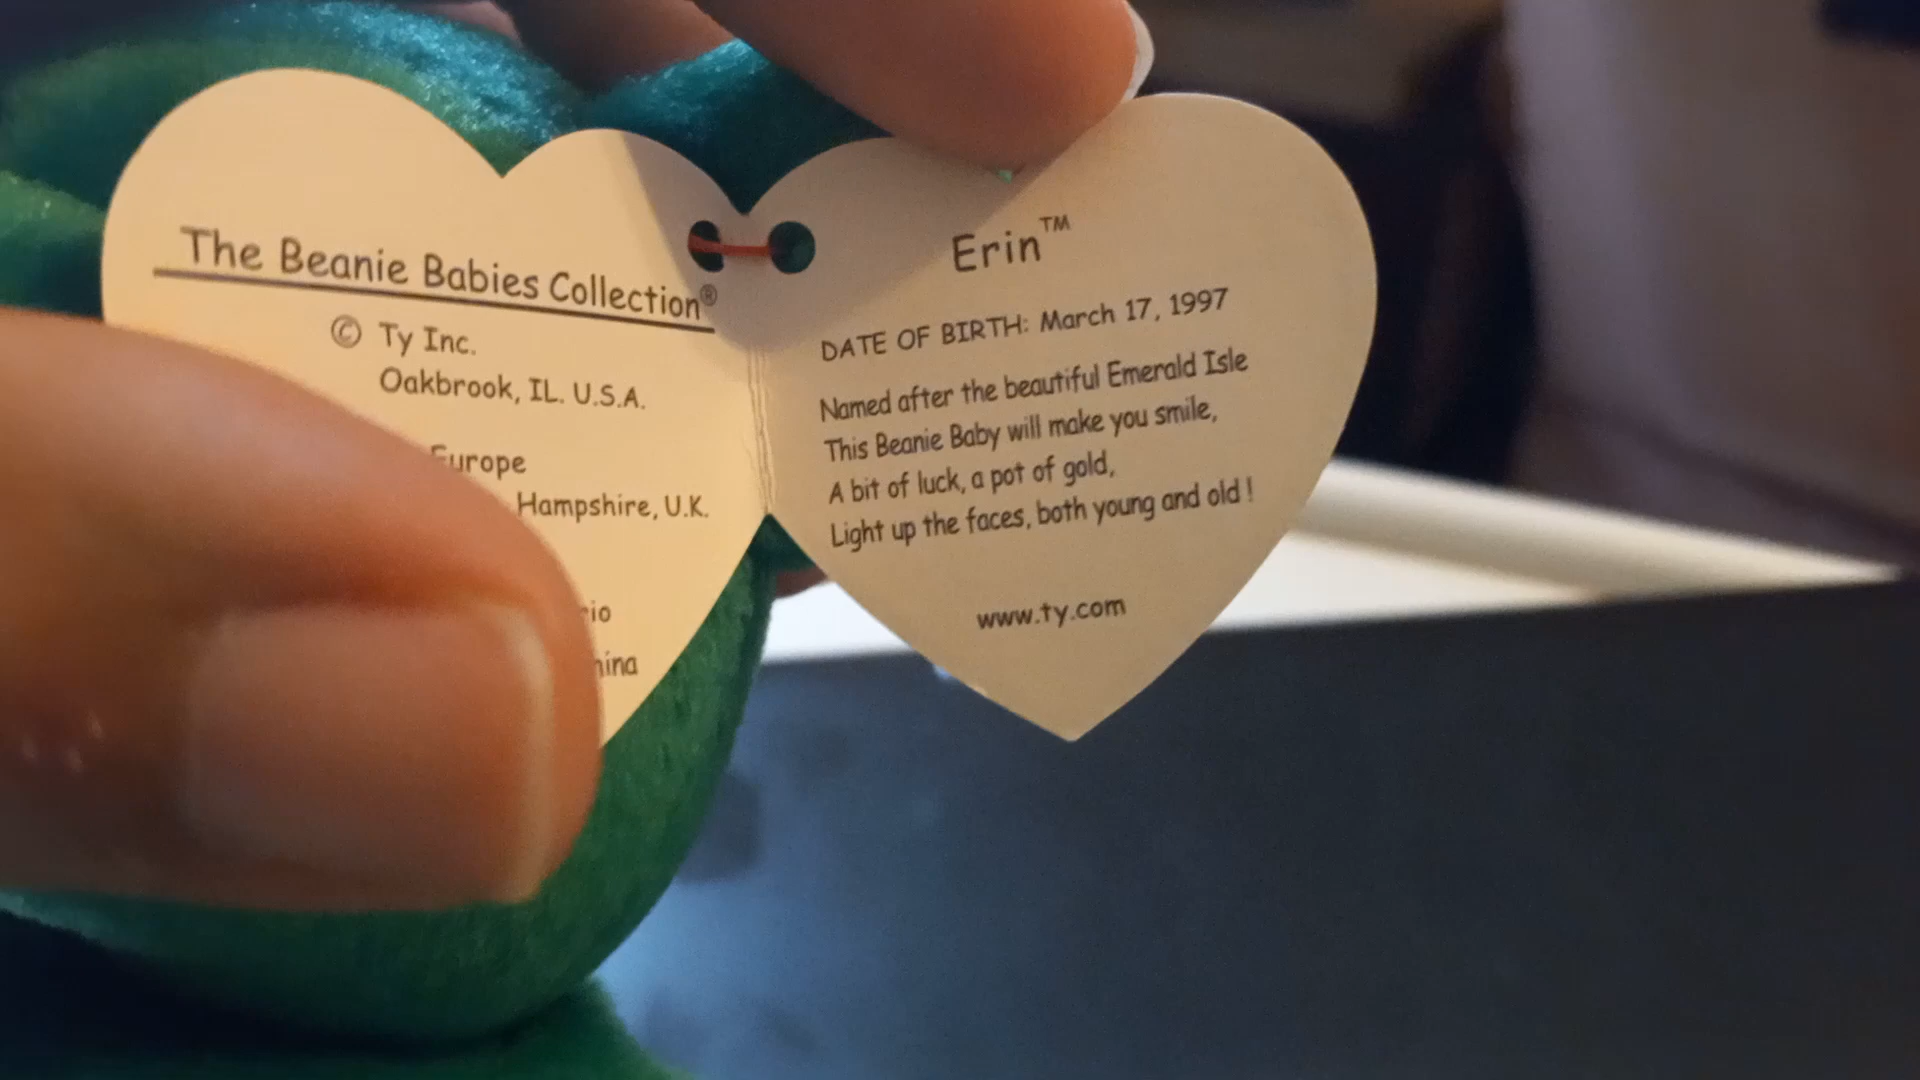 The Beanie Babies Collection®
© Ty Inc.
Oakbrook, IL. U.S.A.
Europe
Hampshire, U.K.
Erin™
DATE OF BIRTH: March 17, 1997
Named after the beautiful Emerald Isle
This Beanie Baby will make you smile,
A bit of luck, a pot of gold,
Light up the faces, both young and old !
www.ty.com